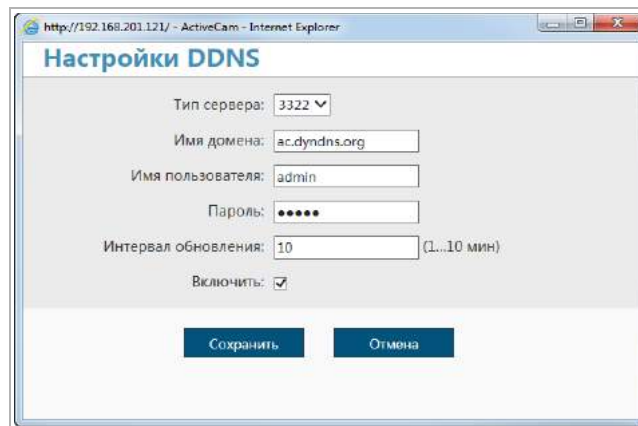 http://192.168.201.121/ - ActiveCam - Internet Explorer
Настройки DDNS
Тип сервера: 3322
Имя домена: ac.dyndns.org
Имя пользователя: admin
Пароль: •••••
Интервал обновления: 10 (1...10 мин)
Включить:
Сохранить Отмена